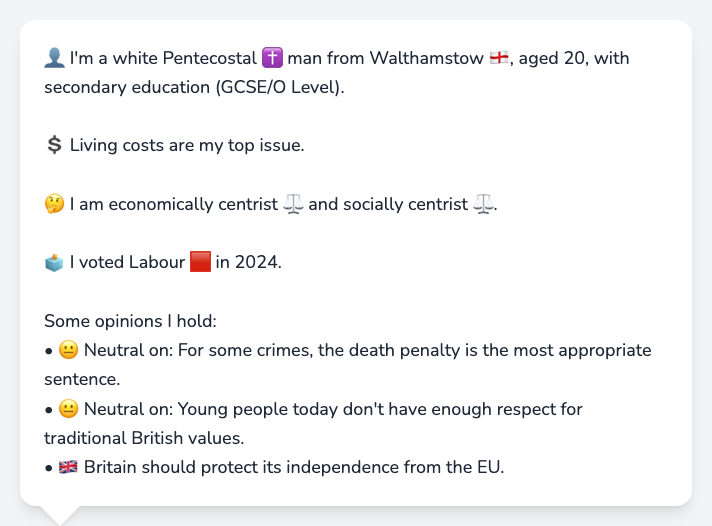 👤 I'm a white Pentecostal ✝️ man from Walthamstow 🏴󠁧󠁢󠁥󠁮󠁧󠁿, aged 20, with
secondary education (GCSE/O Level).
💲 Living costs are my top issue.
🤔 I am economically centrist ⚖️ and socially centrist ⚖️.
🗳️ I voted Labour 🟥 in 2024.
Some opinions I hold:
• 😐 Neutral on: For some crimes, the death penalty is the most appropriate
sentence.
• 😐 Neutral on: Young people today don't have enough respect for
traditional British values.
• 🇬🇧 Britain should protect its independence from the EU.